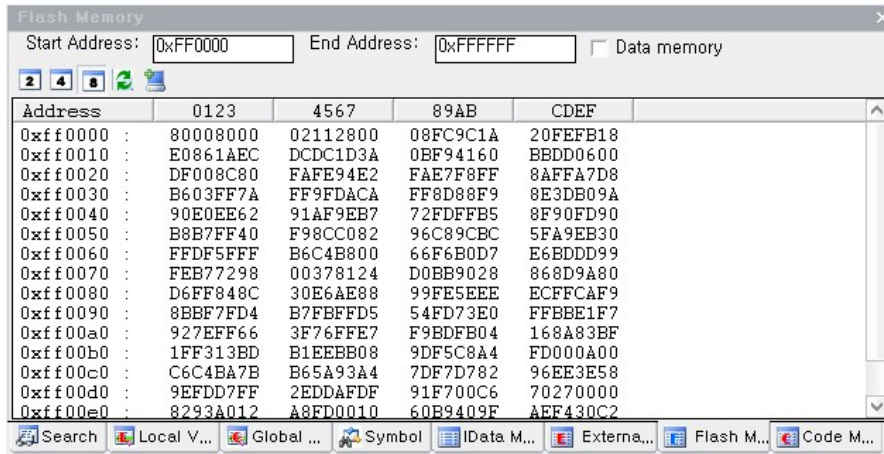 Flash Memory
Start Address: 0xFF0000 End Address: 0xFFFFFF Data memory
2 4 8
Address 0123 4567 89AB CDEF
0xff0000 : 80008000 02112800 08FC9C1A 20FEFB18
0xff0010 : E0861AEC DCDC1D3A 0BF94160 BBDD0600
0xff0020 : DF008C80 FAFE94E2 FAE7F8FF 8AFFA7D8
0xff0030 : B603FF7A FF9FDACA FF8D88F9 8E3DB09A
0xff0040 : 90E0EE62 91AF9EB7 72FDFFB5 8F90FD90
0xff0050 : B8B7FF40 F98CC082 96C89CBC 5FA9EB30
0xff0060 : FFDF5FFF B6C4B800 66F6B0D7 E6BDDD99
0xff0070 : FEB77298 00378124 D0BB9028 868D9A80
0xff0080 : D6FF848C 30E6AE88 99FE5EEE ECFFCAF9
0xff0090 : 8BBF7FD4 B7FBFFD5 54FD73E0 FFBBE1F7
0xff00a0 : 927EFF66 3F76FFE7 F9BDFB04 168A83BF
0xff00b0 : 1FF313BD B1EEBB08 9DF5C8A4 FD000A00
0xff00c0 : C6C4BA7B B65A93A4 7DF7D782 96EE3E58
0xff00d0 : 9EFDD7FF 2EDDAFDF 91F700C6 70270000
0xff00e0 : 8293A012 A8FD0010 60B9409F AEF430C2
Search Local V... Global ... Symbol IData M... Externa... Flash M... Code M...